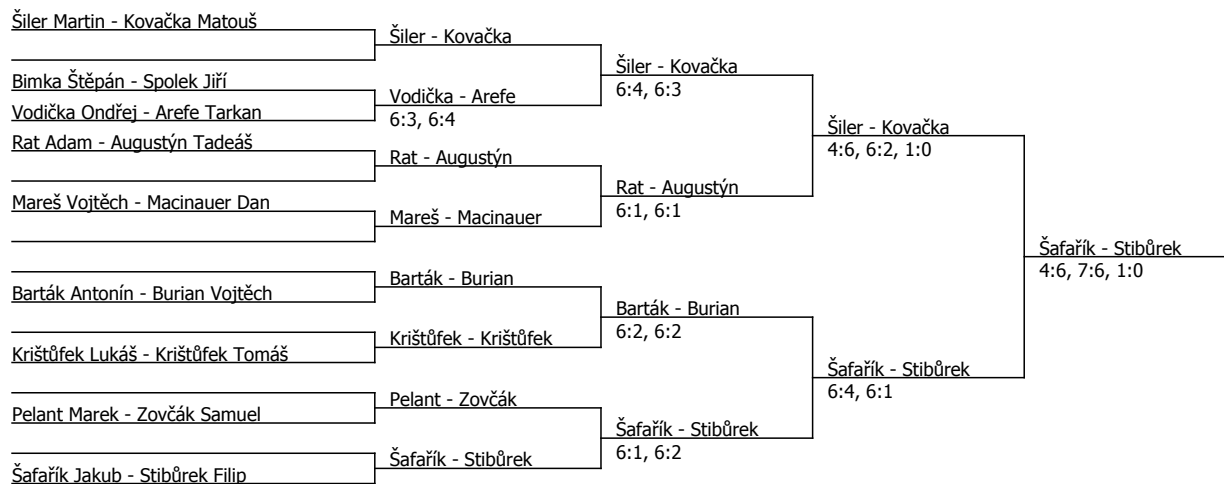 Šiler Martin - Kovačka Matouš
Šiler - Kovačka
Šiler - Kovačka
6:4, 6:3
Bimka Štěpán - Spolek Jiří
Vodička - Arefe
6:3, 6:4
Vodička Ondřej - Arefe Tarkan
Šiler - Kovačka
4:6, 6:2, 1:0
Rat Adam - Augustýn Tadeáš
Rat - Augustýn
Rat - Augustýn
6:1, 6:1
Mareš Vojtěch - Macinauer Dan
Mareš - Macinauer
Šafařík - Stibůrek
4:6, 7:6, 1:0
Barták - Burian
Barták Antonín - Burian Vojtěch
Barták - Burian
6:2, 6:2
Krištůfek - Krištůfek
Krištůfek Lukáš - Krištůfek Tomáš
Šafařík - Stibůrek
6:4, 6:1
Pelant - Zovčák
Pelant Marek - Zovčák Samuel
Šafařík - Stibůrek
6:1, 6:2
Šafařík - Stibůrek
Šafařík Jakub - Stibůrek Filip